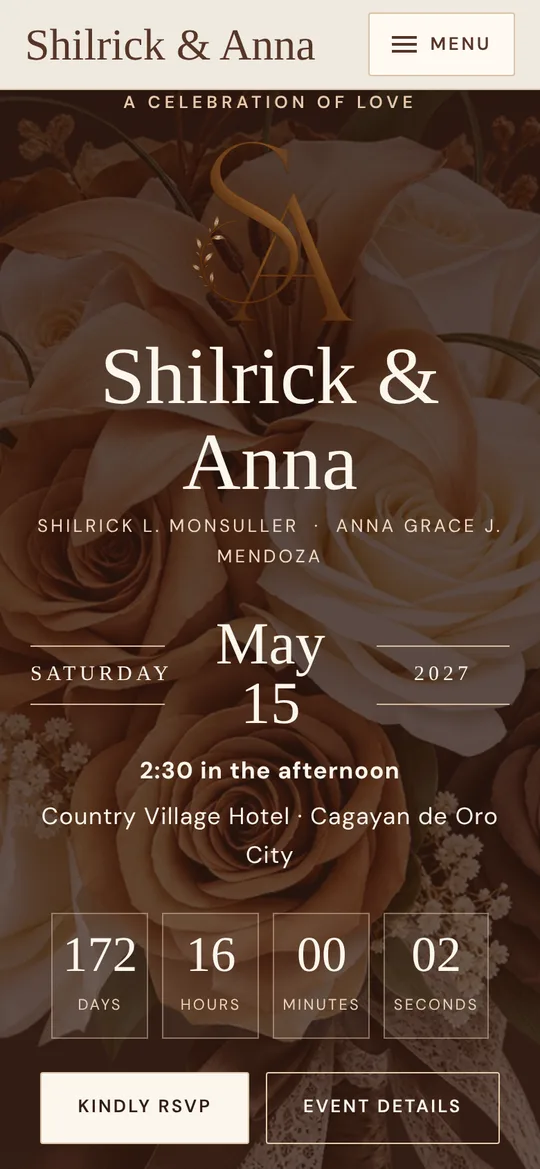 Shilrick & Anna
MENU
A CELEBRATION OF LOVE
SA
Shilrick &
Anna
SHILRICK L. MONSULLER · ANNA GRACE J.
MENDOZA
SATURDAY
May
15
2027
2:30 in the afternoon
Country Village Hotel · Cagayan de Oro
City
172
DAYS
16
HOURS
00
MINUTES
02
SECONDS
KINDLY RSVP
EVENT DETAILS